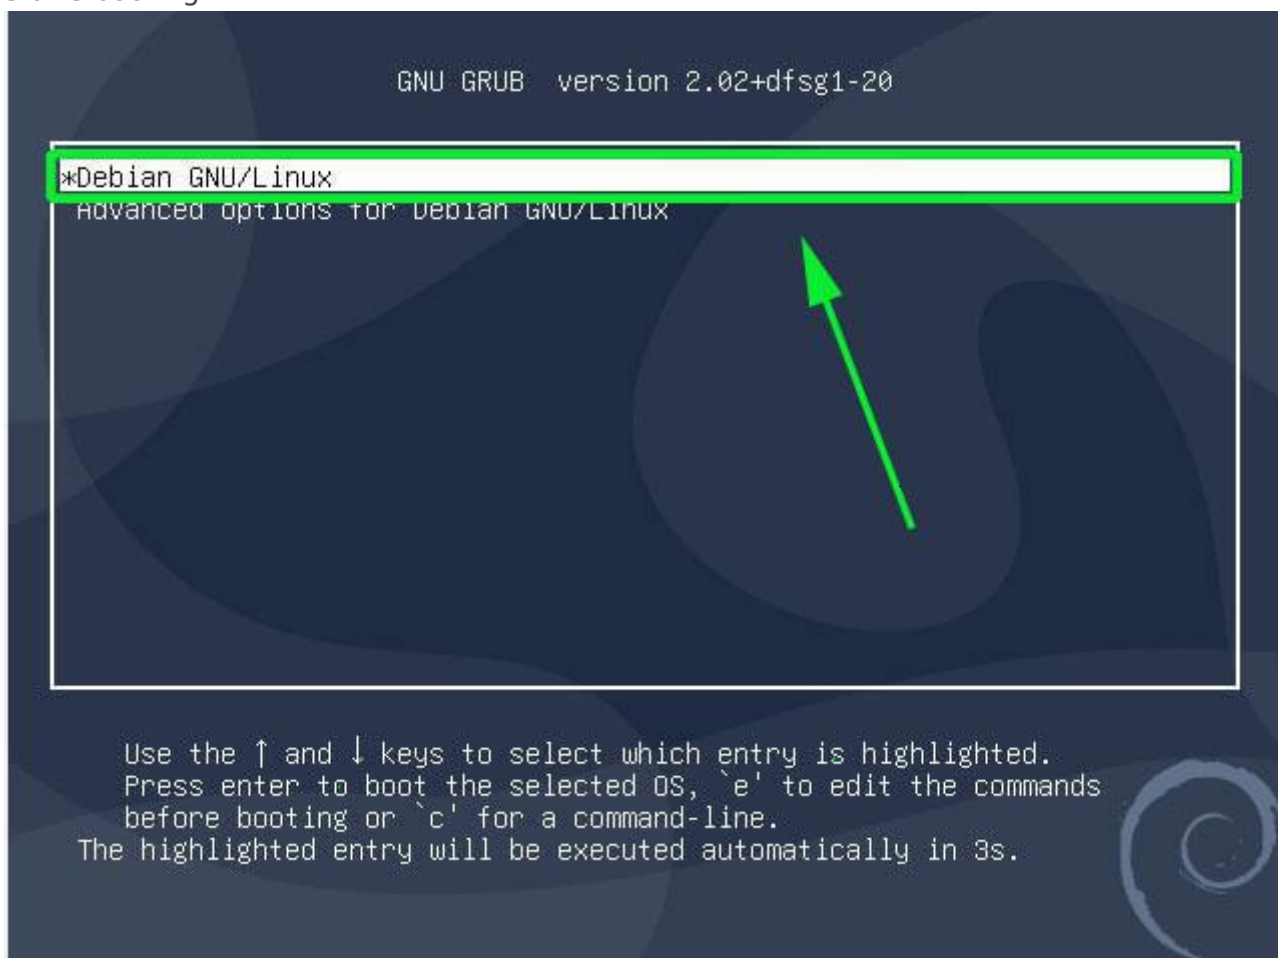 GNU GRUB  version 2.02+dfsg1-20
*Debian GNU/Linux
Advanced options for Debian GNU/Linux
Use the ↑ and ↓ keys to select which entry is highlighted.
Press enter to boot the selected OS, `e' to edit the commands
before booting or `c' for a command-line.
The highlighted entry will be executed automatically in 3s.